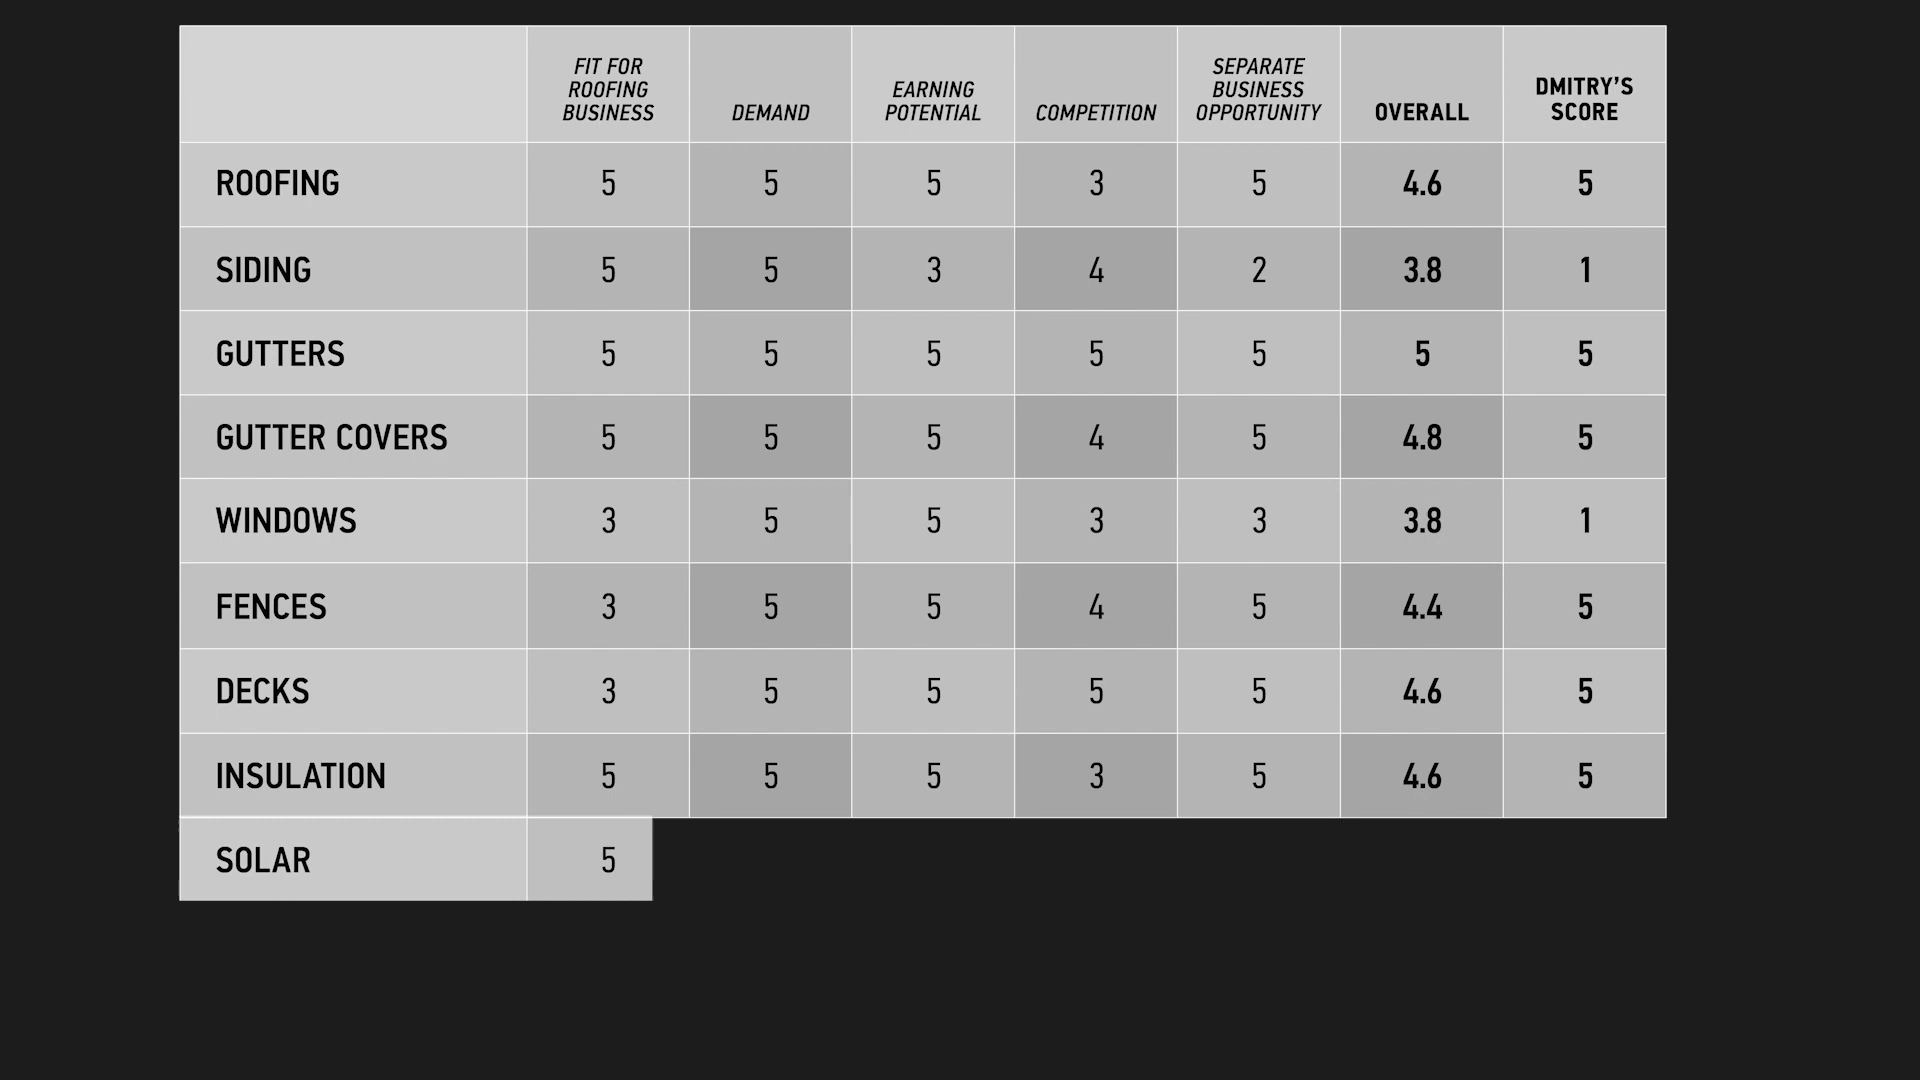 FIT FOR
ROOFING
BUSINESS
DEMAND
EARNING
POTENTIAL
COMPETITION
SEPARATE
BUSINESS
OPPORTUNITY
OVERALL
DMITRY'S
SCORE
ROOFING 5 5 5 3 5 4.6 5
SIDING 5 5 3 4 2 3.8 1
GUTTERS 5 5 5 5 5 5 5
GUTTER COVERS 5 5 5 4 5 4.8 5
WINDOWS 3 5 5 3 3 3.8 1
FENCES 3 5 5 4 5 4.4 5
DECKS 3 5 5 5 5 4.6 5
INSULATION 5 5 5 3 5 4.6 5
SOLAR 5